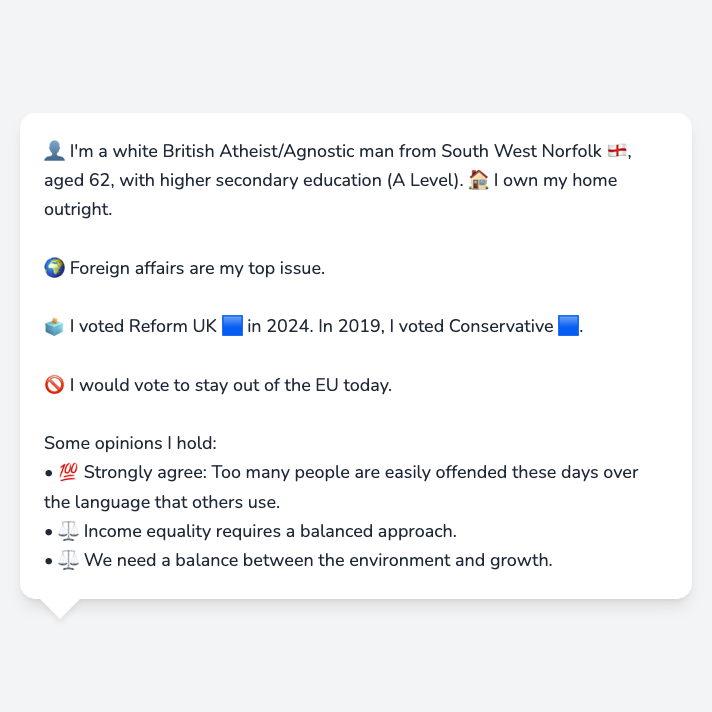 👤 I'm a white British Atheist/Agnostic man from South West Norfolk 🏴󠁧󠁢󠁥󠁮󠁧󠁿,
aged 62, with higher secondary education (A Level). 🏠 I own my home
outright.
🌍 Foreign affairs are my top issue.
🗳️ I voted Reform UK 🟦 in 2024. In 2019, I voted Conservative 🟦.
🚫 I would vote to stay out of the EU today.
Some opinions I hold:
• 💯 Strongly agree: Too many people are easily offended these days over
the language that others use.
• ⚖️ Income equality requires a balanced approach.
• ⚖️ We need a balance between the environment and growth.